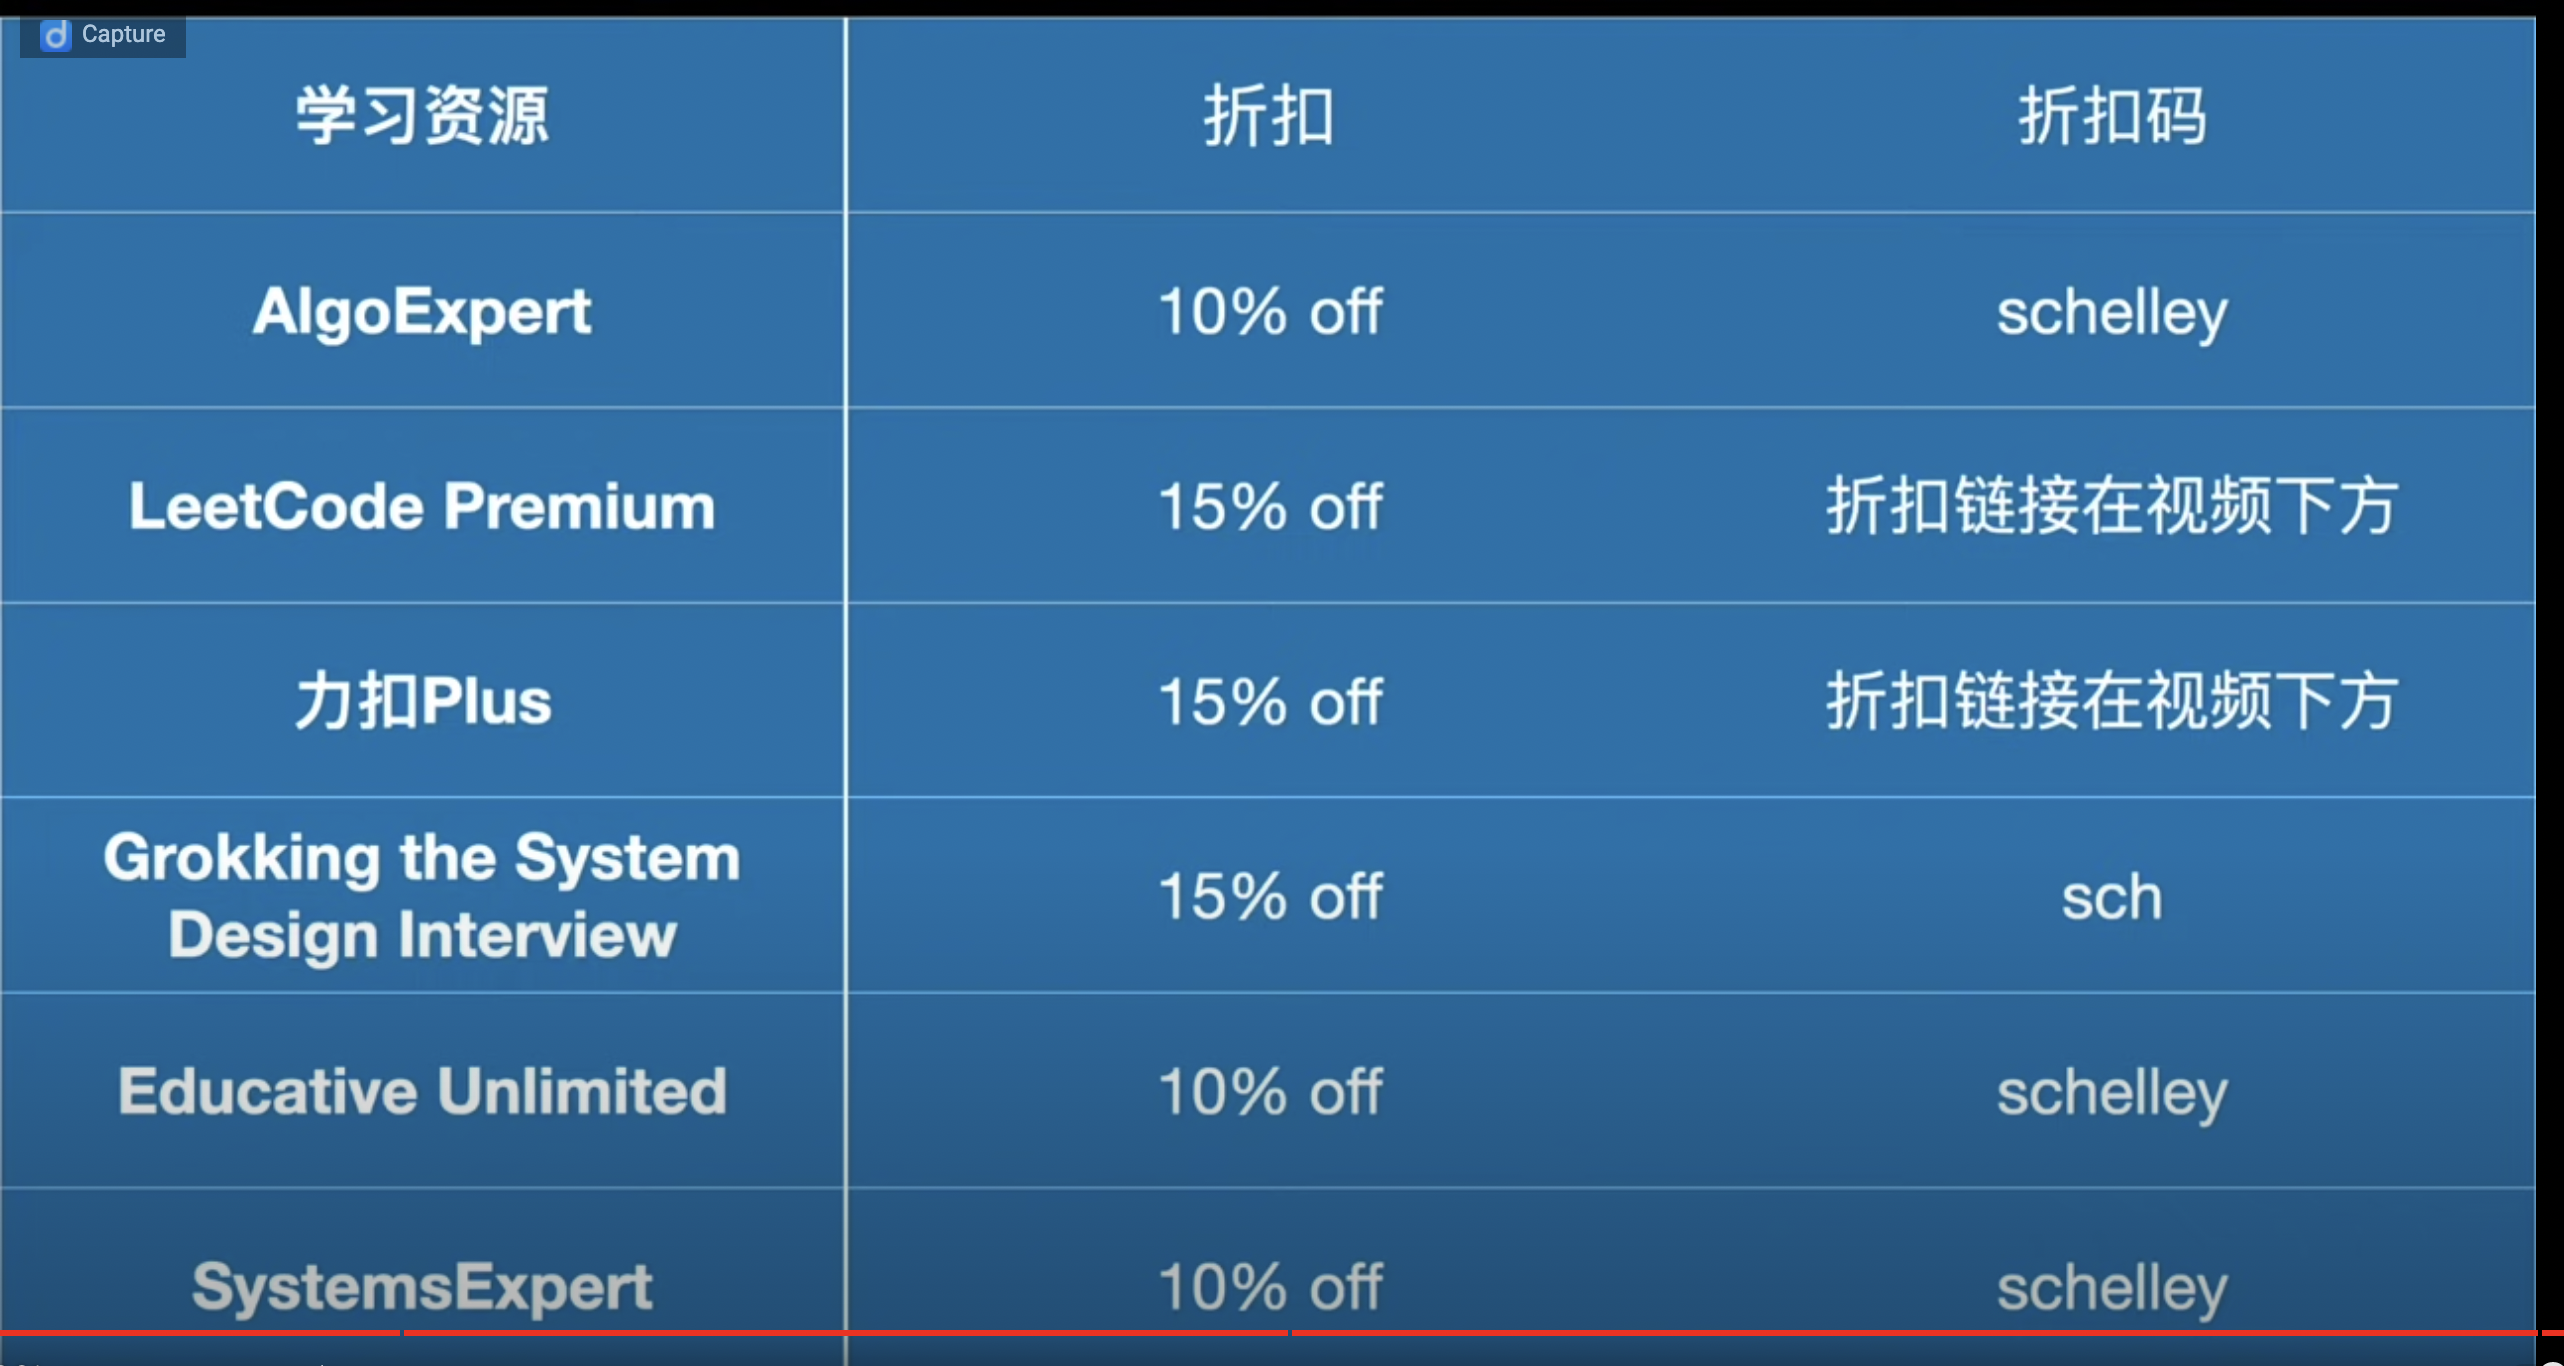 Capture
学习资源 折扣 折扣码
AlgoExpert 10% off schelley
LeetCode Premium 15% off 折扣链接在视频下方
力扣Plus 15% off 折扣链接在视频下方
Grokking the System
Design Interview 15% off sch
Educative Unlimited 10% off schelley
SystemsExpert 10% off schelley